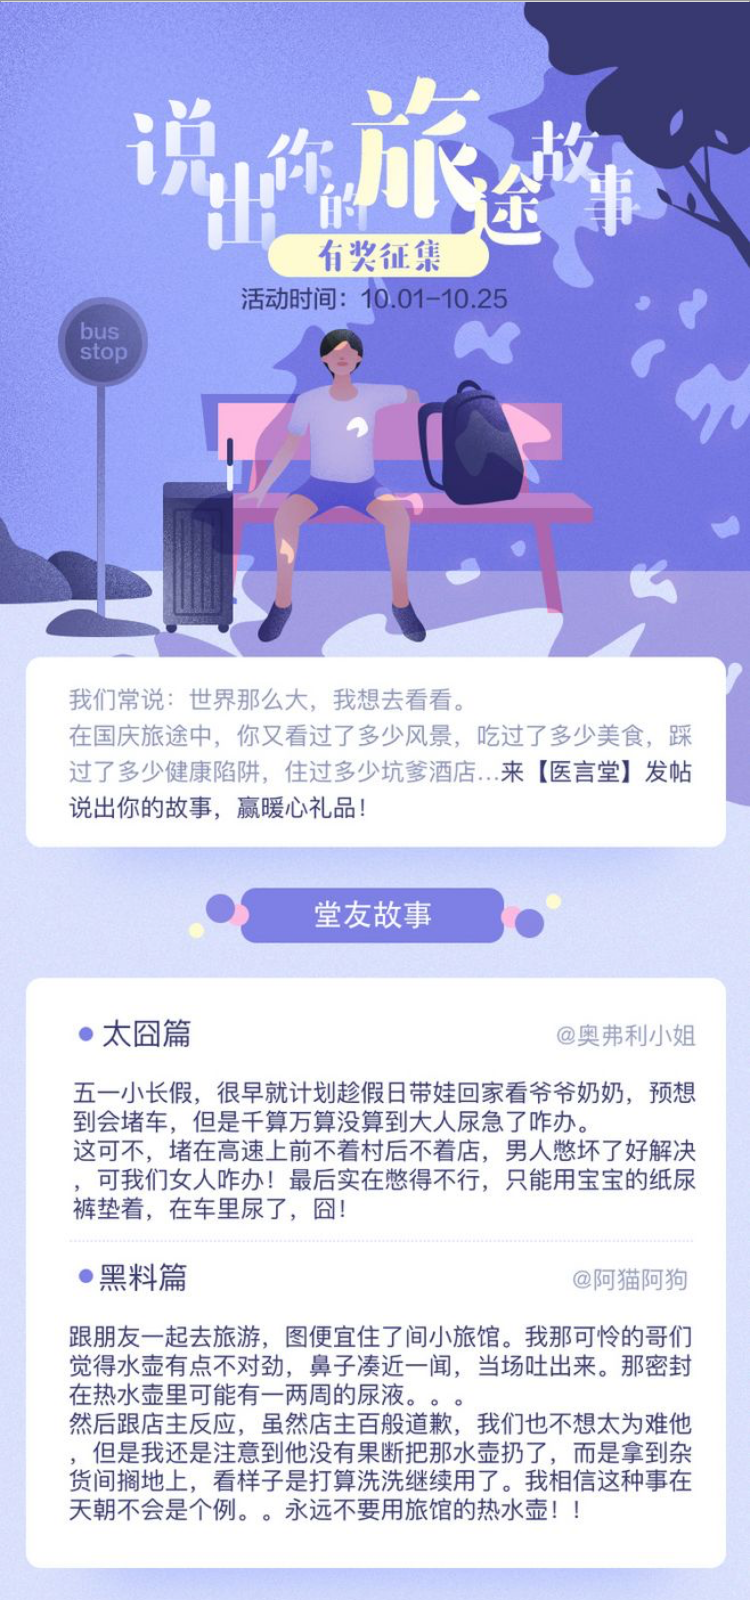 说出你的旅途故事
有奖征集
活动时间：10.01-10.25
bus
stop
我们常说：世界那么大，我想去看看。
在国庆旅途中，你又看过了多少风景，吃过了多少美食，踩
过了多少健康陷阱，住过多少坑爹酒店...来【医言堂】发帖
说出你的故事，赢暖心礼品！
堂友故事
太囧篇
@奥弗利小姐
五一小长假，很早就计划趁假日带娃回家看爷爷奶奶，预想
到会堵车，但是千算万算没算到大人尿急了咋办。
这可不，堵在高速上前不着村后不着店，男人憋坏了好解决
，可我们女人咋办！最后实在憋得不行，只能用宝宝的纸尿
裤垫着，在车里尿了，囧！
黑料篇
@阿猫阿狗
跟朋友一起去旅游，图便宜住了间小旅馆。我那可怜的哥们
觉得水壶有点不对劲，鼻子凑近一闻，当场吐出来。那密封
在热水壶里可能有一两周的尿液。。。
然后跟店主反应，虽然店主百般道歉，我们也不想太为难他
，但是我还是注意到他没有果断把那水壶扔了，而是拿到杂
货间搁地上，看样子是打算洗洗继续用了。我相信这种事在
天朝不会是个例。。永远不要用旅馆的热水壶！！